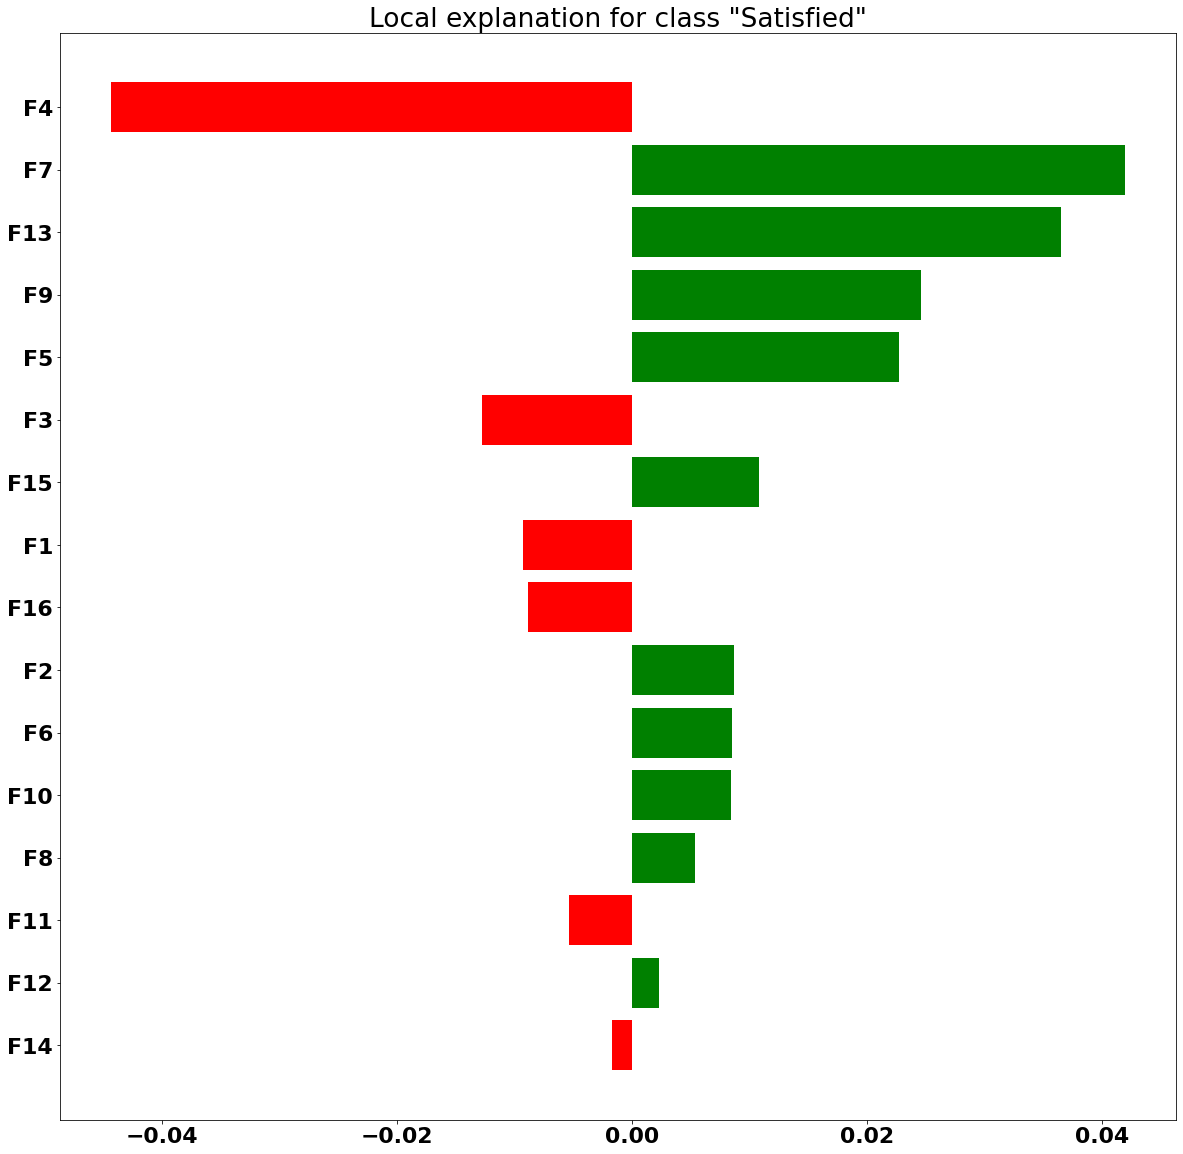 Local explanation for class "Satisfied"
F4
F7
F13
F9
F5
F3
F15
F1
F16
F2
F6
F10
F8
F11
F12
F14
−0.04 −0.02 0.00 0.02 0.04